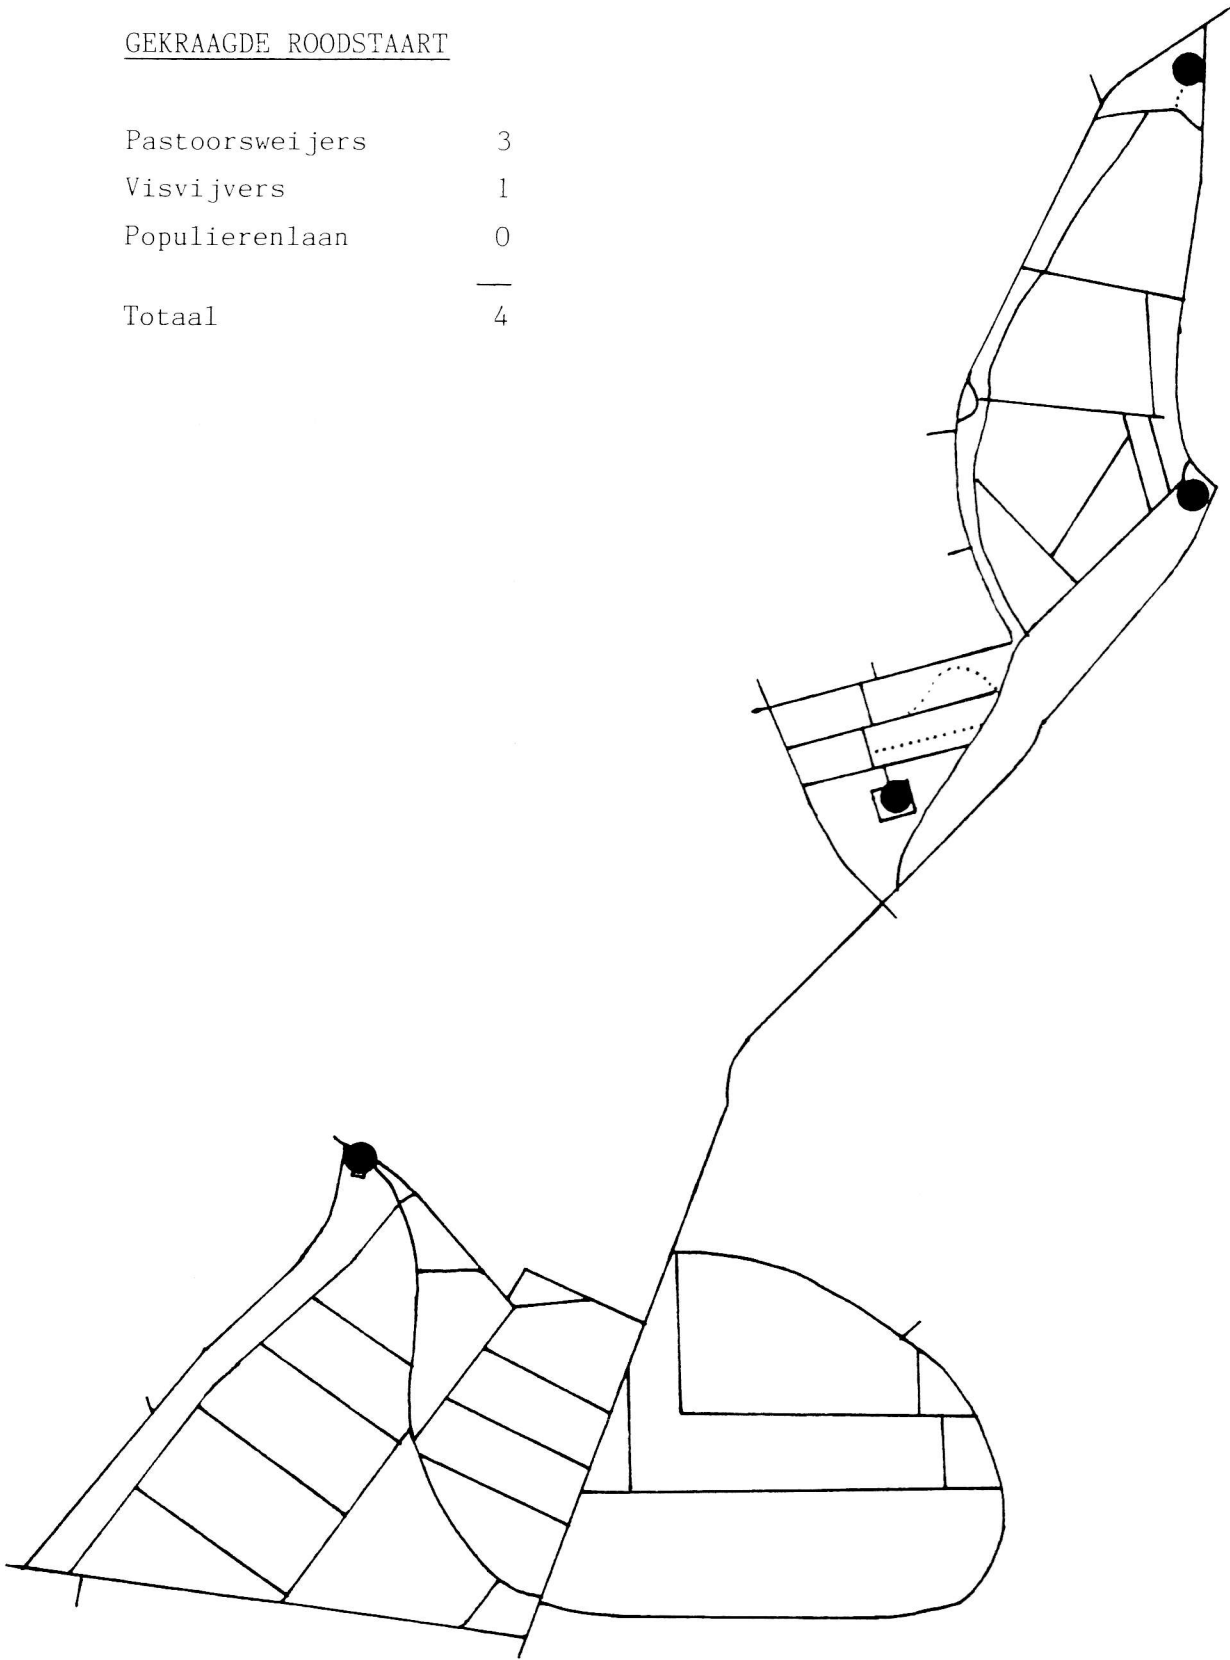 GEKRAAGDE ROODSTAART
Pastoorsweijers 3
Visvijvers 1
Populierenlaan 0
Totaal 4